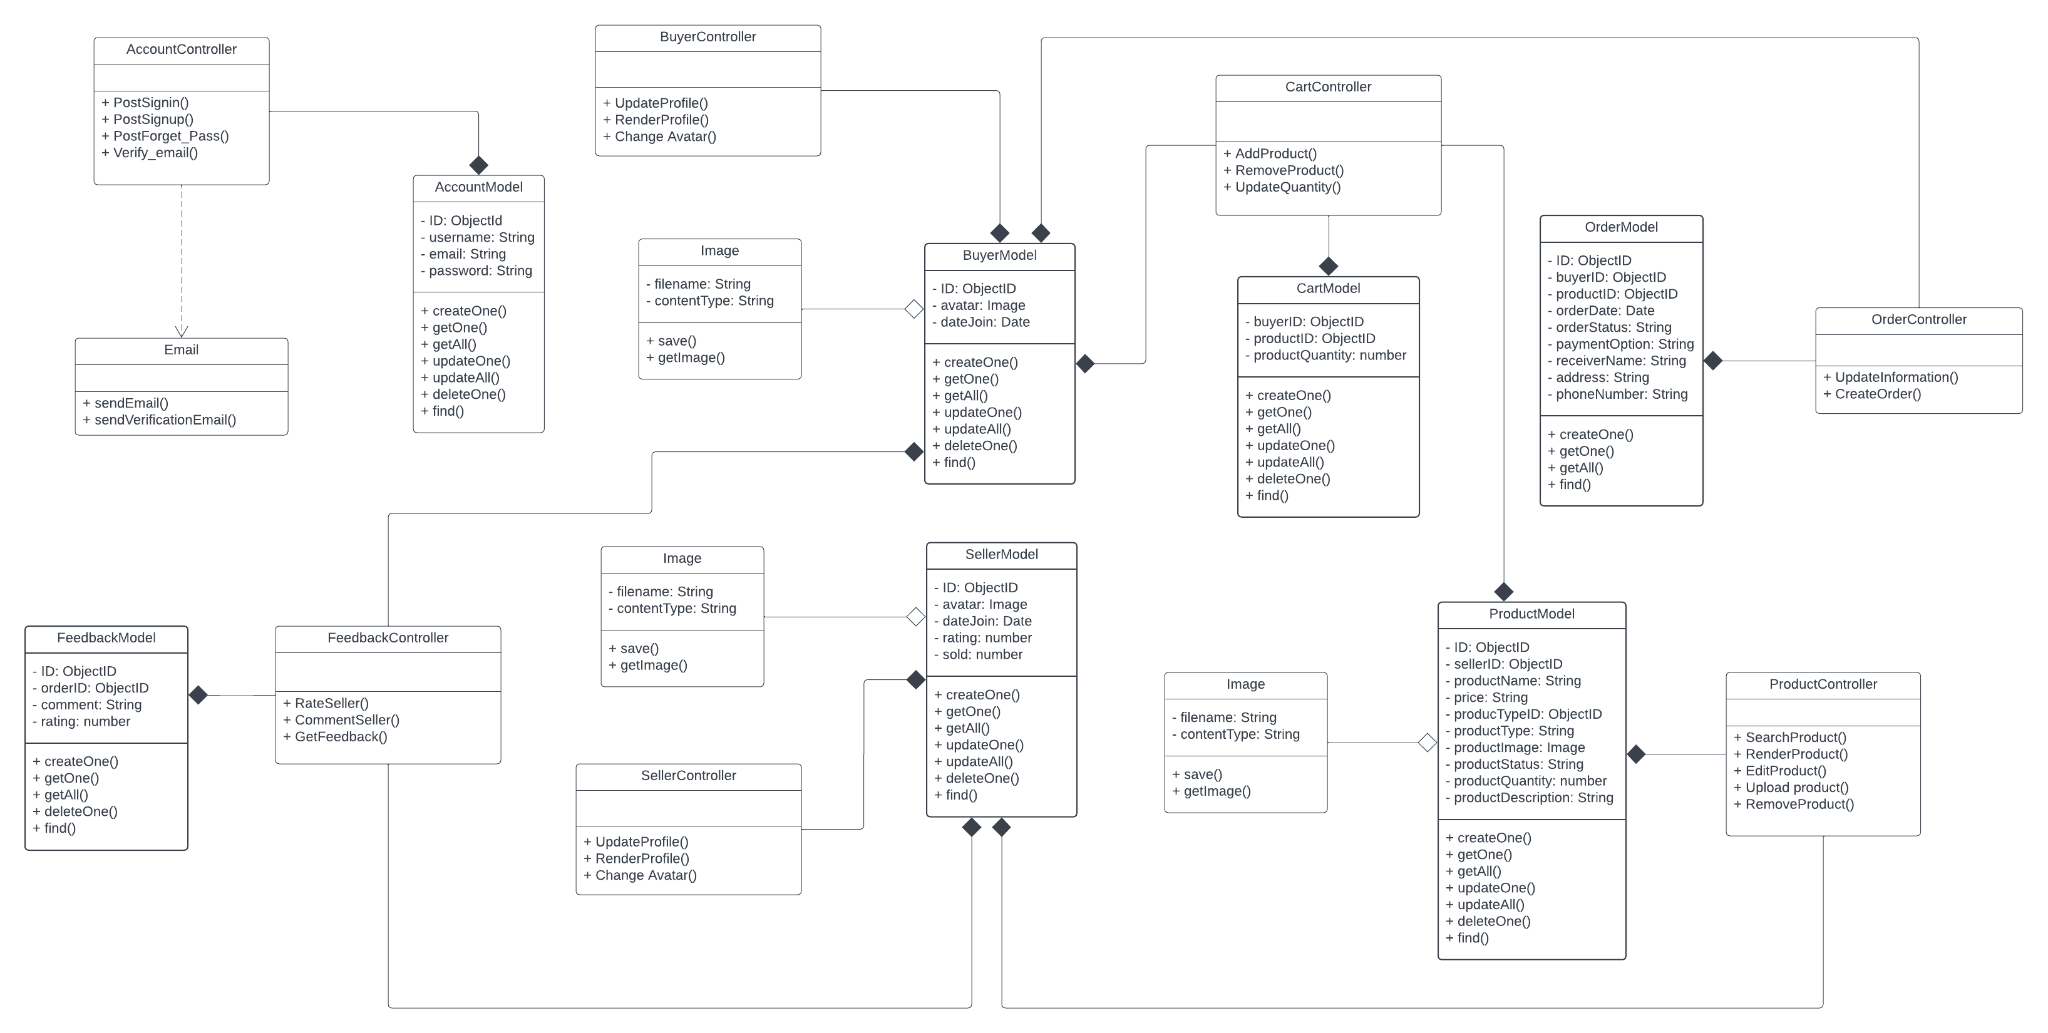 AccountController
+ PostSignin()
+ PostSignup()
+ PostForget_Pass()
+ Verify_email()
AccountModel
- ID: ObjectId
- username: String
- email: String
- password: String
+ createOne()
+ getOne()
+ getAll()
+ updateOne()
+ updateAll()
+ deleteOne()
+ find()
Email
+ sendEmail()
+ sendVerificationEmail()
BuyerController
+ UpdateProfile()
+ RenderProfile()
+ Change Avatar()
Image
- filename: String
- contentType: String
+ save()
+ getImage()
BuyerModel
- ID: ObjectID
- avatar: Image
- dateJoin: Date
+ createOne()
+ getOne()
+ getAll()
+ updateOne()
+ updateAll()
+ deleteOne()
+ find()
CartController
+ AddProduct()
+ RemoveProduct()
+ UpdateQuantity()
CartModel
- buyerID: ObjectID
- productID: ObjectID
- productQuantity: number
+ createOne()
+ getOne()
+ getAll()
+ updateOne()
+ updateAll()
+ deleteOne()
+ find()
OrderModel
- ID: ObjectID
- buyerID: ObjectID
- productID: ObjectID
- orderDate: Date
- orderStatus: String
- paymentOption: String
- receiverName: String
- address: String
- phoneNumber: String
+ createOne()
+ getOne()
+ getAll()
+ find()
OrderController
+ UpdateInformation()
+ CreateOrder()
FeedbackModel
- ID: ObjectID
- orderID: ObjectID
- comment: String
- rating: number
+ createOne()
+ getOne()
+ getAll()
+ deleteOne()
+ find()
FeedbackController
+ RateSeller()
+ CommentSeller()
+ GetFeedback()
Image
- filename: String
- contentType: String
+ save()
+ getImage()
SellerController
+ UpdateProfile()
+ RenderProfile()
+ Change Avatar()
SellerModel
- ID: ObjectID
- avatar: Image
- dateJoin: Date
- rating: number
- sold: number
+ createOne()
+ getOne()
+ getAll()
+ updateOne()
+ updateAll()
+ deleteOne()
+ find()
Image
- filename: String
- contentType: String
+ save()
+ getImage()
ProductModel
- ID: ObjectID
- sellerID: ObjectID
- productName: String
- price: String
- producTypeID: ObjectID
- productType: String
- productImage: Image
- productStatus: String
- productQuantity: number
- productDescription: String
+ createOne()
+ getOne()
+ getAll()
+ updateOne()
+ updateAll()
+ deleteOne()
+ find()
ProductController
+ SearchProduct()
+ RenderProduct()
+ EditProduct()
+ Upload product()
+ RemoveProduct()